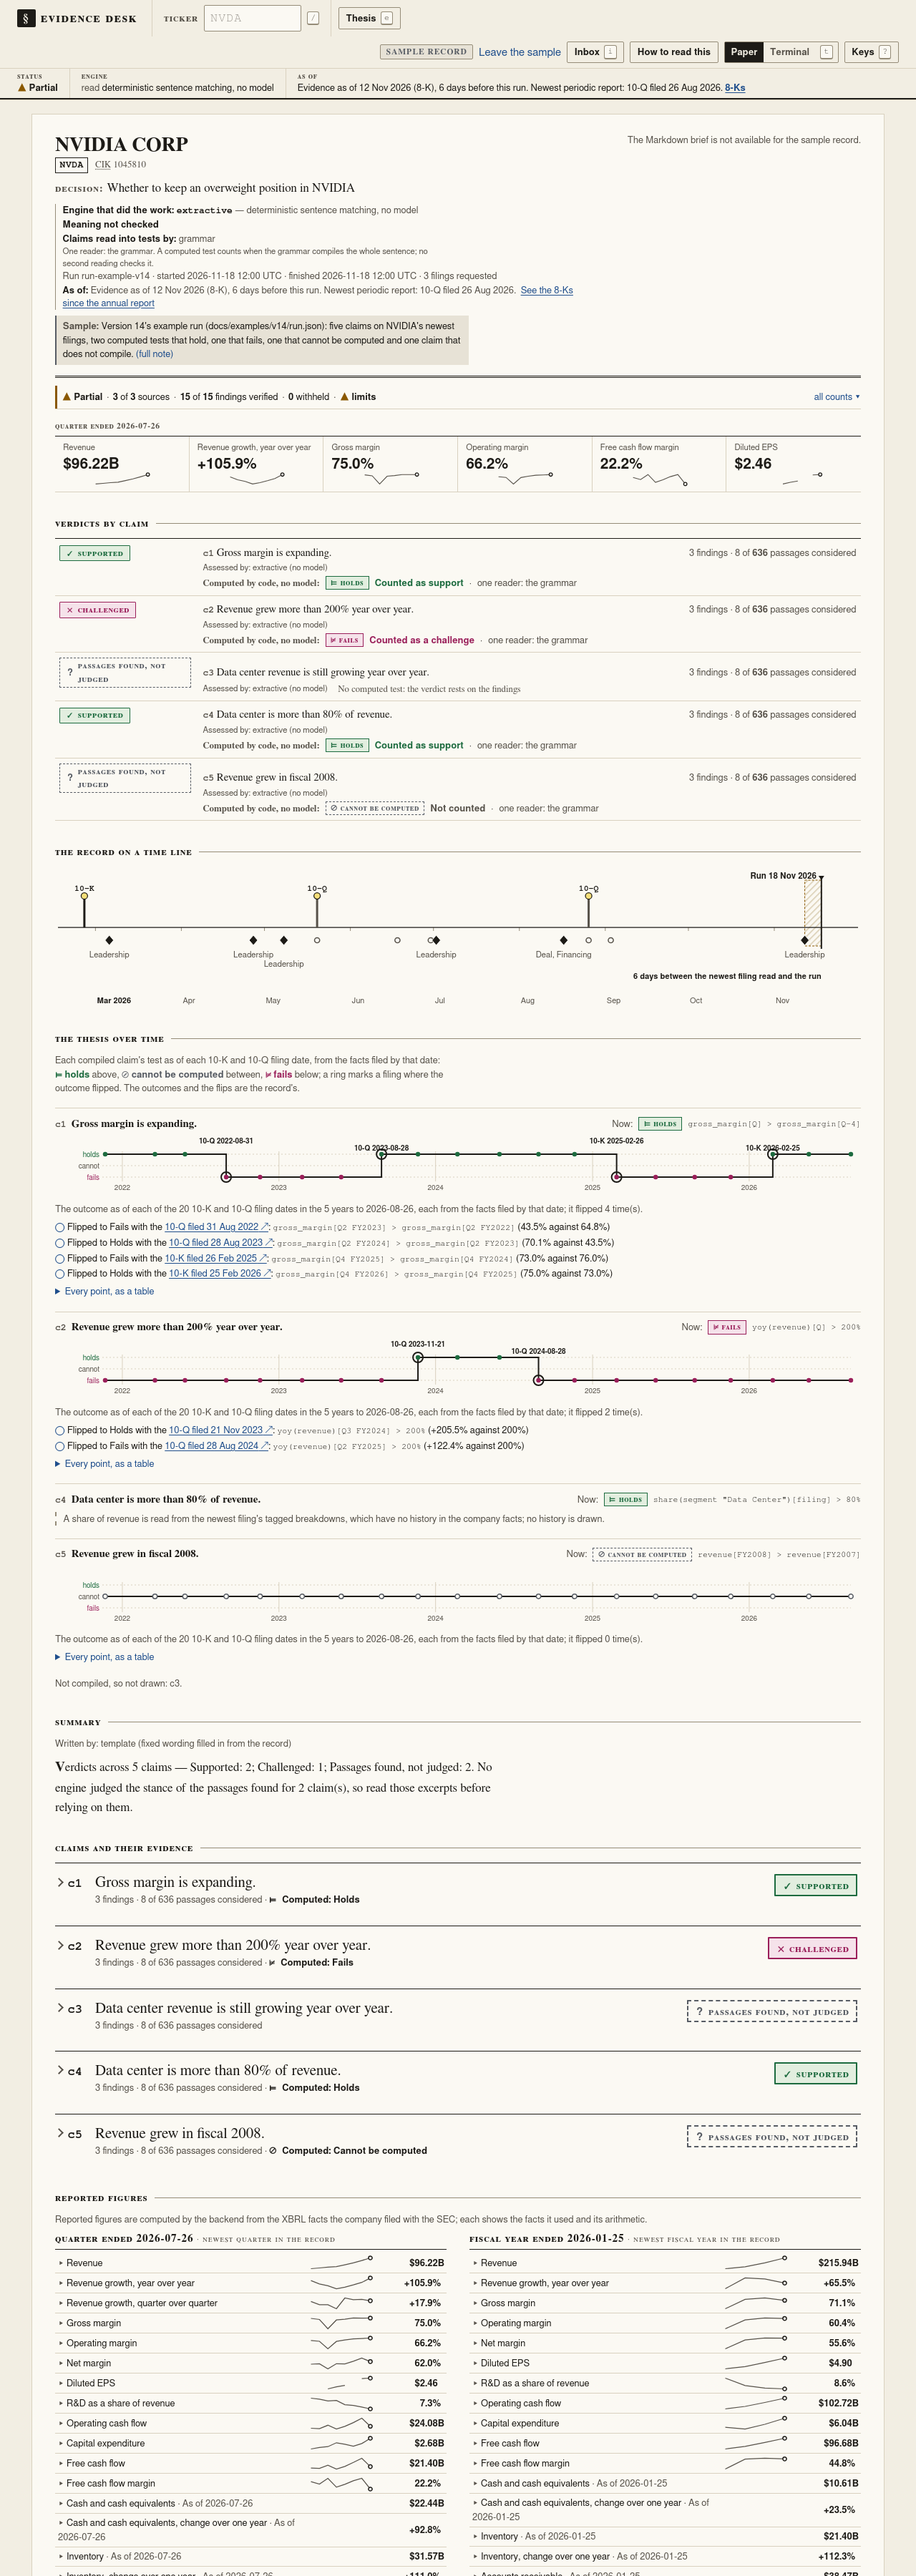 § EVIDENCE DESK
TICKER NVDA /
Thesis e
SAMPLE RECORD Leave the sample Inbox i How to read this Paper Terminal t Keys ?
STATUS
Partial
ENGINE
read deterministic sentence matching, no model
AS OF
Evidence as of 12 Nov 2026 (8-K), 6 days before this run. Newest periodic report: 10-Q filed 26 Aug 2026. 8-Ks
NVIDIA CORP
The Markdown brief is not available for the sample record.
NVDA CIK 1045810
DECISION: Whether to keep an overweight position in NVIDIA
Engine that did the work: extractive — deterministic sentence matching, no model
Meaning not checked
Claims read into tests by: grammar
One reader: the grammar. A computed test counts when the grammar compiles the whole sentence; no
second reading checks it.
Run run-example-v14 · started 2026-11-18 12:00 UTC · finished 2026-11-18 12:00 UTC · 3 filings requested
As of: Evidence as of 12 Nov 2026 (8-K), 6 days before this run. Newest periodic report: 10-Q filed 26 Aug 2026. See the 8-Ks
since the annual report
Sample: Version 14's example run (docs/examples/v14/run.json): five claims on NVIDIA's newest
filings, two computed tests that hold, one that fails, one that cannot be computed and one claim that
does not compile. (full note)
Partial · 3 of 3 sources · 15 of 15 findings verified · 0 withheld · limits
all counts ▾
QUARTER ENDED 2026-07-26
Revenue
$96.22B
Revenue growth, year over year
+105.9%
Gross margin
75.0%
Operating margin
66.2%
Free cash flow margin
22.2%
Diluted EPS
$2.46
VERDICTS BY CLAIM
✓ SUPPORTED
c1 Gross margin is expanding.
3 findings · 8 of 636 passages considered
Assessed by: extractive (no model)
Computed by code, no model: ⊨ HOLDS Counted as support · one reader: the grammar
✕ CHALLENGED
c2 Revenue grew more than 200% year over year.
3 findings · 8 of 636 passages considered
Assessed by: extractive (no model)
Computed by code, no model: ⊭ FAILS Counted as a challenge · one reader: the grammar
? PASSAGES FOUND, NOT
JUDGED
c3 Data center revenue is still growing year over year.
3 findings · 8 of 636 passages considered
Assessed by: extractive (no model) No computed test: the verdict rests on the findings
✓ SUPPORTED
c4 Data center is more than 80% of revenue.
3 findings · 8 of 636 passages considered
Assessed by: extractive (no model)
Computed by code, no model: ⊨ HOLDS Counted as support · one reader: the grammar
? PASSAGES FOUND, NOT
JUDGED
c5 Revenue grew in fiscal 2008.
3 findings · 8 of 636 passages considered
Assessed by: extractive (no model)
Computed by code, no model: ⊘ CANNOT BE COMPUTED Not counted · one reader: the grammar
THE RECORD ON A TIME LINE
Run 18 Nov 2026
10-K
10-Q
10-Q
Leadership
Leadership
Leadership
Leadership
Deal, Financing
Leadership
6 days between the newest filing read and the run
Mar 2026 Apr May Jun Jul Aug Sep Oct Nov
THE THESIS OVER TIME
Each compiled claim's test as of each 10-K and 10-Q filing date, from the facts filed by that date:
⊨ holds above, ⊘ cannot be computed between, ⊭ fails below; a ring marks a filing where the
outcome flipped. The outcomes and the flips are the record's.
c1 Gross margin is expanding.
Now: ⊨ HOLDS gross_margin[Q] > gross_margin[Q-4]
10-Q 2022-08-31
10-Q 2023-08-28
10-K 2025-02-26
10-K 2026-02-25
holds
cannot
fails
2022 2023 2024 2025 2026
The outcome as of each of the 20 10-K and 10-Q filing dates in the 5 years to 2026-08-26, each from the facts filed by that date; it flipped 4 time(s).
Flipped to Fails with the 10-Q filed 31 Aug 2022 ↗: gross_margin[Q2 FY2023] > gross_margin[Q2 FY2022] (43.5% against 64.8%)
Flipped to Holds with the 10-Q filed 28 Aug 2023 ↗: gross_margin[Q2 FY2024] > gross_margin[Q2 FY2023] (70.1% against 43.5%)
Flipped to Fails with the 10-K filed 26 Feb 2025 ↗: gross_margin[Q4 FY2025] > gross_margin[Q4 FY2024] (73.0% against 76.0%)
Flipped to Holds with the 10-K filed 25 Feb 2026 ↗: gross_margin[Q4 FY2026] > gross_margin[Q4 FY2025] (75.0% against 73.0%)
▶ Every point, as a table
c2 Revenue grew more than 200% year over year.
Now: ⊭ FAILS yoy(revenue)[Q] > 200%
10-Q 2023-11-21
10-Q 2024-08-28
holds
cannot
fails
2022 2023 2024 2025 2026
The outcome as of each of the 20 10-K and 10-Q filing dates in the 5 years to 2026-08-26, each from the facts filed by that date; it flipped 2 time(s).
Flipped to Holds with the 10-Q filed 21 Nov 2023 ↗: yoy(revenue)[Q3 FY2024] > 200% (+205.5% against 200%)
Flipped to Fails with the 10-Q filed 28 Aug 2024 ↗: yoy(revenue)[Q2 FY2025] > 200% (+122.4% against 200%)
▶ Every point, as a table
c4 Data center is more than 80% of revenue.
Now: ⊨ HOLDS share(segment "Data Center")[filing] > 80%
A share of revenue is read from the newest filing's tagged breakdowns, which have no history in the company facts; no history is drawn.
c5 Revenue grew in fiscal 2008.
Now: ⊘ CANNOT BE COMPUTED revenue[FY2008] > revenue[FY2007]
holds
cannot
fails
2022 2023 2024 2025 2026
The outcome as of each of the 20 10-K and 10-Q filing dates in the 5 years to 2026-08-26, each from the facts filed by that date; it flipped 0 time(s).
▶ Every point, as a table
Not compiled, so not drawn: c3.
SUMMARY
Written by: template (fixed wording filled in from the record)
Verdicts across 5 claims — Supported: 2; Challenged: 1; Passages found, not judged: 2. No
engine judged the stance of the passages found for 2 claim(s), so read those excerpts before
relying on them.
CLAIMS AND THEIR EVIDENCE
c1 Gross margin is expanding.
✓ SUPPORTED
3 findings · 8 of 636 passages considered · ⊨ Computed: Holds
c2 Revenue grew more than 200% year over year.
✕ CHALLENGED
3 findings · 8 of 636 passages considered · ⊭ Computed: Fails
c3 Data center revenue is still growing year over year.
? PASSAGES FOUND, NOT JUDGED
3 findings · 8 of 636 passages considered
c4 Data center is more than 80% of revenue.
✓ SUPPORTED
3 findings · 8 of 636 passages considered · ⊨ Computed: Holds
c5 Revenue grew in fiscal 2008.
? PASSAGES FOUND, NOT JUDGED
3 findings · 8 of 636 passages considered · ⊘ Computed: Cannot be computed
REPORTED FIGURES
Reported figures are computed by the backend from the XBRL facts the company filed with the SEC; each shows the facts it used and its arithmetic.
QUARTER ENDED 2026-07-26 · NEWEST QUARTER IN THE RECORD
Revenue $96.22B
Revenue growth, year over year +105.9%
Revenue growth, quarter over quarter +17.9%
Gross margin 75.0%
Operating margin 66.2%
Net margin 62.0%
Diluted EPS $2.46
R&D as a share of revenue 7.3%
Operating cash flow $24.08B
Capital expenditure $2.68B
Free cash flow $21.40B
Free cash flow margin 22.2%
Cash and cash equivalents · As of 2026-07-26 $22.44B
Cash and cash equivalents, change over one year · As of
2026-07-26 +92.8%
Inventory · As of 2026-07-26 $31.57B
Inventory, change over one year · As of 2026-07-26 +111.0%
FISCAL YEAR ENDED 2026-01-25 · NEWEST FISCAL YEAR IN THE RECORD
Revenue $215.94B
Revenue growth, year over year +65.5%
Gross margin 71.1%
Operating margin 60.4%
Net margin 55.6%
Diluted EPS $4.90
R&D as a share of revenue 8.6%
Operating cash flow $102.72B
Capital expenditure $6.04B
Free cash flow $96.68B
Free cash flow margin 44.8%
Cash and cash equivalents · As of 2026-01-25 $10.61B
Cash and cash equivalents, change over one year · As of
2026-01-25 +23.5%
Inventory · As of 2026-01-25 $21.40B
Inventory, change over one year · As of 2026-01-25 +112.3%
Accounts receivable · As of 2026-01-25 $38.47B